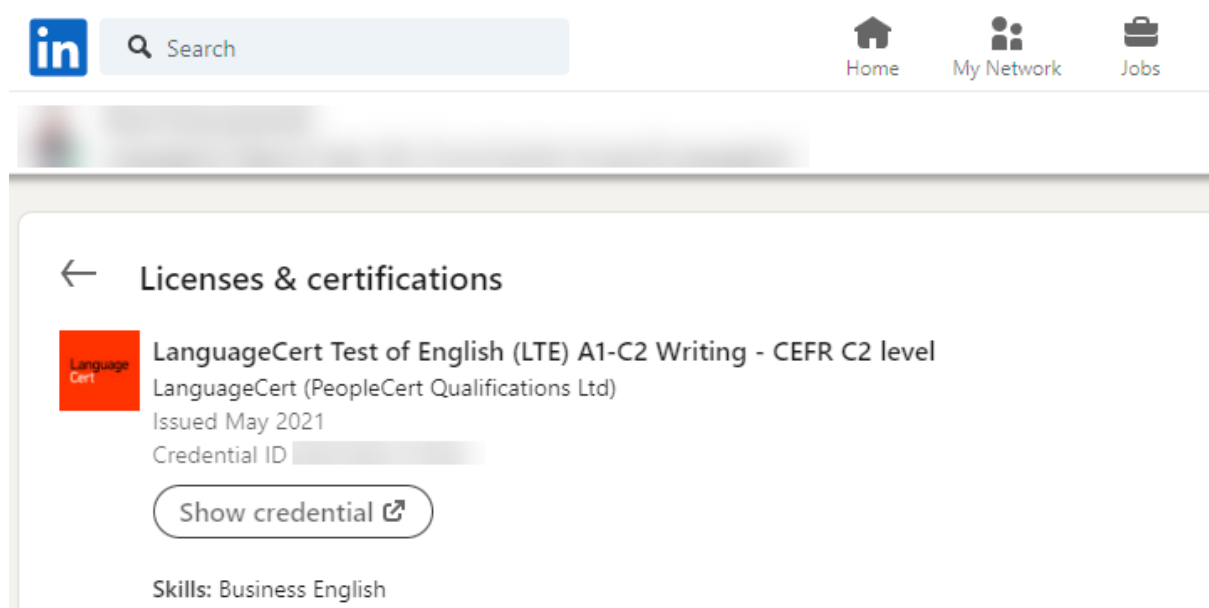 in
Search
Home
My Network
Jobs
Licenses & certifications
Language
Cert
LanguageCert Test of English (LTE) A1-C2 Writing - CEFR C2 level
LanguageCert (PeopleCert Qualifications Ltd)
Issued May 2021
Credential ID
Show credential
Skills: Business English